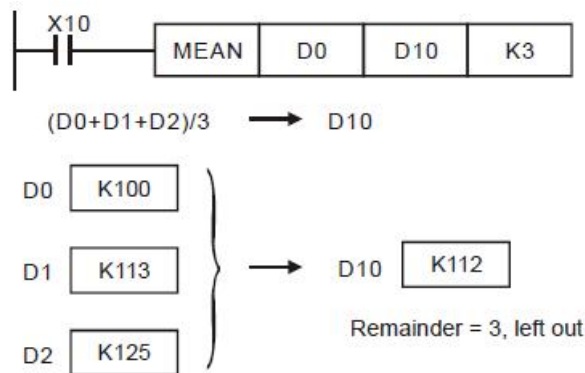 X10
MEAN D0 D10 K3
(D0+D1+D2)/3 → D10
D0 K100
D1 K113
D10 K112
Remainder = 3, left out
D2 K125